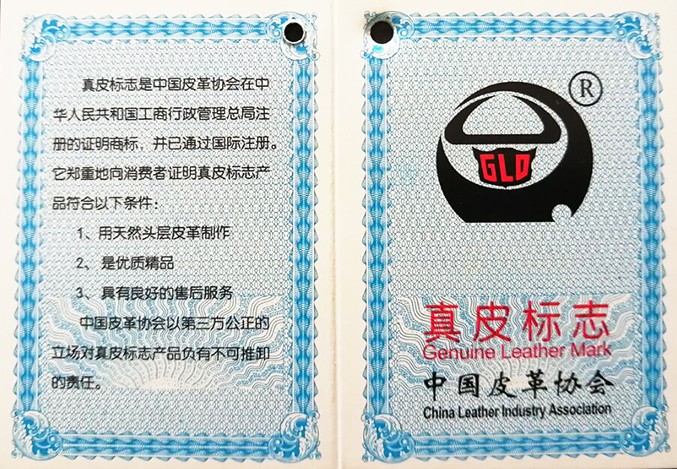 真皮标志是中国皮革协会在中
华人民共和国工商行政管理总局注
册的证明商标，并已通过国际注册。
它郑重地向消费者证明真皮标志产
品符合以下条件：
1、用天然头层皮革制作
2、是优质精品
3、具有良好的售后服务
中国皮革协会以第三方公正的
立场对真皮标志产品负有不可推卸
的责任。
®
GLD
真皮标志
Genuine Leather Mark
中国皮革协会
China Leather Industry Association